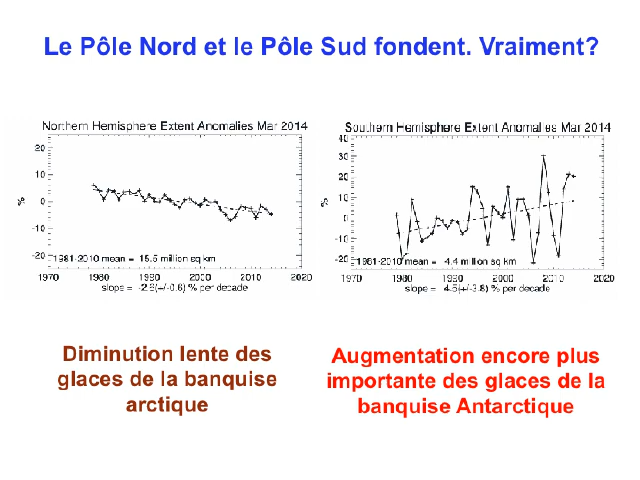 Le Pôle Nord et le Pôle Sud fondent. Vraiment?
Northern Hemisphere Extent Anomalies Mar 2014
20
10
0
-10
-20
%
1981-2010 mean = 15.5 million sq km
1970 1980 1990 2000 2010 2020
slope = -2.6(+/-0.6) % per decade
Southern Hemisphere Extent Anomalies Mar 2014
40
30
20
10
0
-10
-20
%
1981-2010 mean = 4.4 million sq km
1970 1980 1990 2000 2010 2020
slope = 4.5(+/-3.8) % per decade
Diminution lente des
glaces de la banquise
arctique
Augmentation encore plus
importante des glaces de la
banquise Antarctique